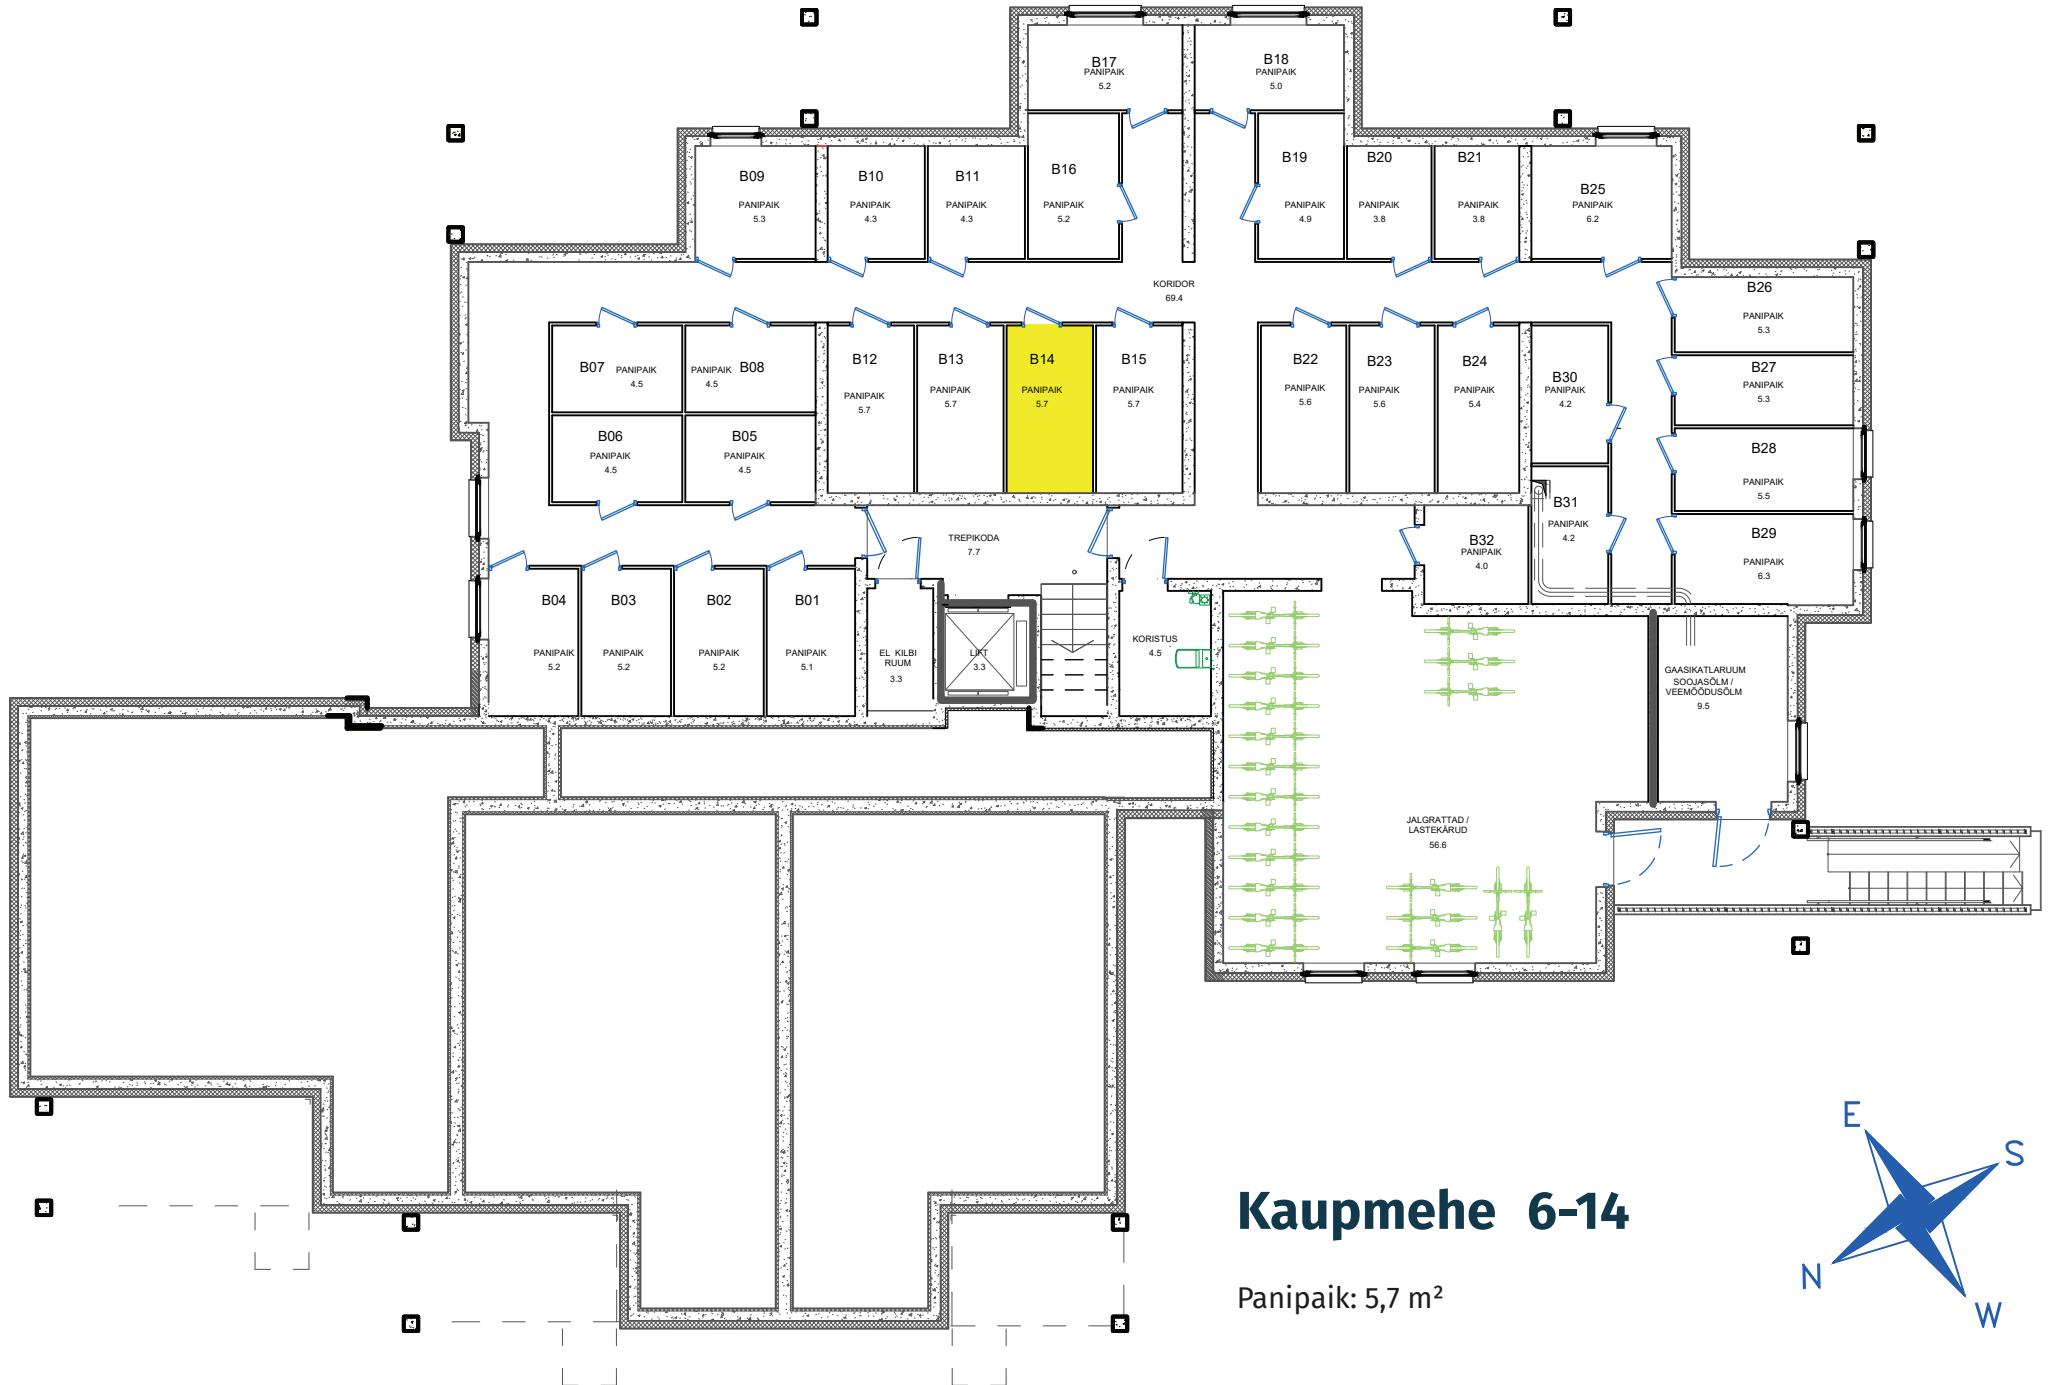 B17
PANIPAIK
5.2
B18
PANIPAIK
5.0
B09
PANIPAIK
5.3
B10
PANIPAIK
4.3
B11
PANIPAIK
4.3
B16
PANIPAIK
5.2
B19
PANIPAIK
4.9
B20
PANIPAIK
3.8
B21
PANIPAIK
3.8
B25
PANIPAIK
6.2
KORIDOR
69.4
B26
PANIPAIK
5.3
B07 PANIPAIK
4.5
PANIPAIK B08
4.5
B12
PANIPAIK
5.7
B13
PANIPAIK
5.7
B14
PANIPAIK
5.7
B15
PANIPAIK
5.7
B22
PANIPAIK
5.6
B23
PANIPAIK
5.6
B24
PANIPAIK
5.4
B30
PANIPAIK
4.2
B27
PANIPAIK
5.3
B06
PANIPAIK
4.5
B05
PANIPAIK
4.5
B28
PANIPAIK
5.5
B31
PANIPAIK
4.2
B32
PANIPAIK
4.0
B29
PANIPAIK
6.3
TREPIKODA
7.7
B04
PANIPAIK
5.2
B03
PANIPAIK
5.2
B02
PANIPAIK
5.2
B01
PANIPAIK
5.1
EL KILBI
RUUM
3.3
LIFT
3.3
KORISTUS
4.5
GAASIKATLARUUM
SOOJASÕLM /
VEEMÕÕDUSÕLM
9.5
JALGRATTAD /
LASTEKÄRUD
56.6
Kaupmehe 6-14
Panipaik: 5,7 m²
E
S
N
W